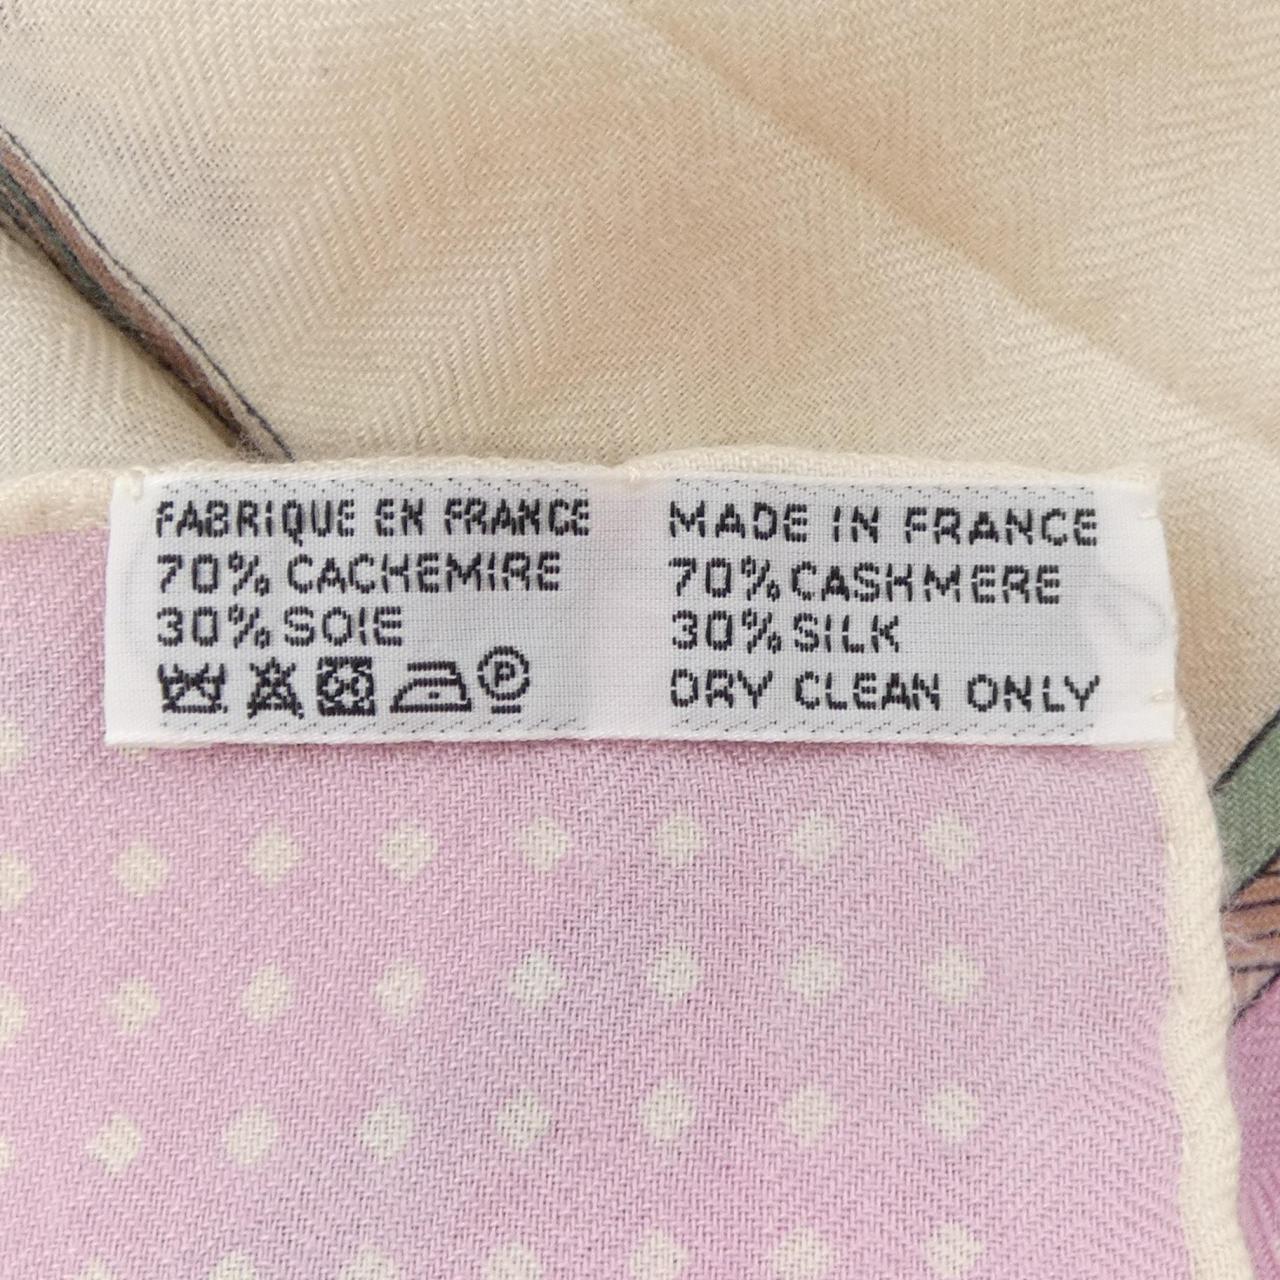 FABRIQUE EN FRANCE
70% CACHEMIRE
30% SOIE
P
MADE IN FRANCE
70% CASHMERE
30% SILK
DRY CLEAN ONLY